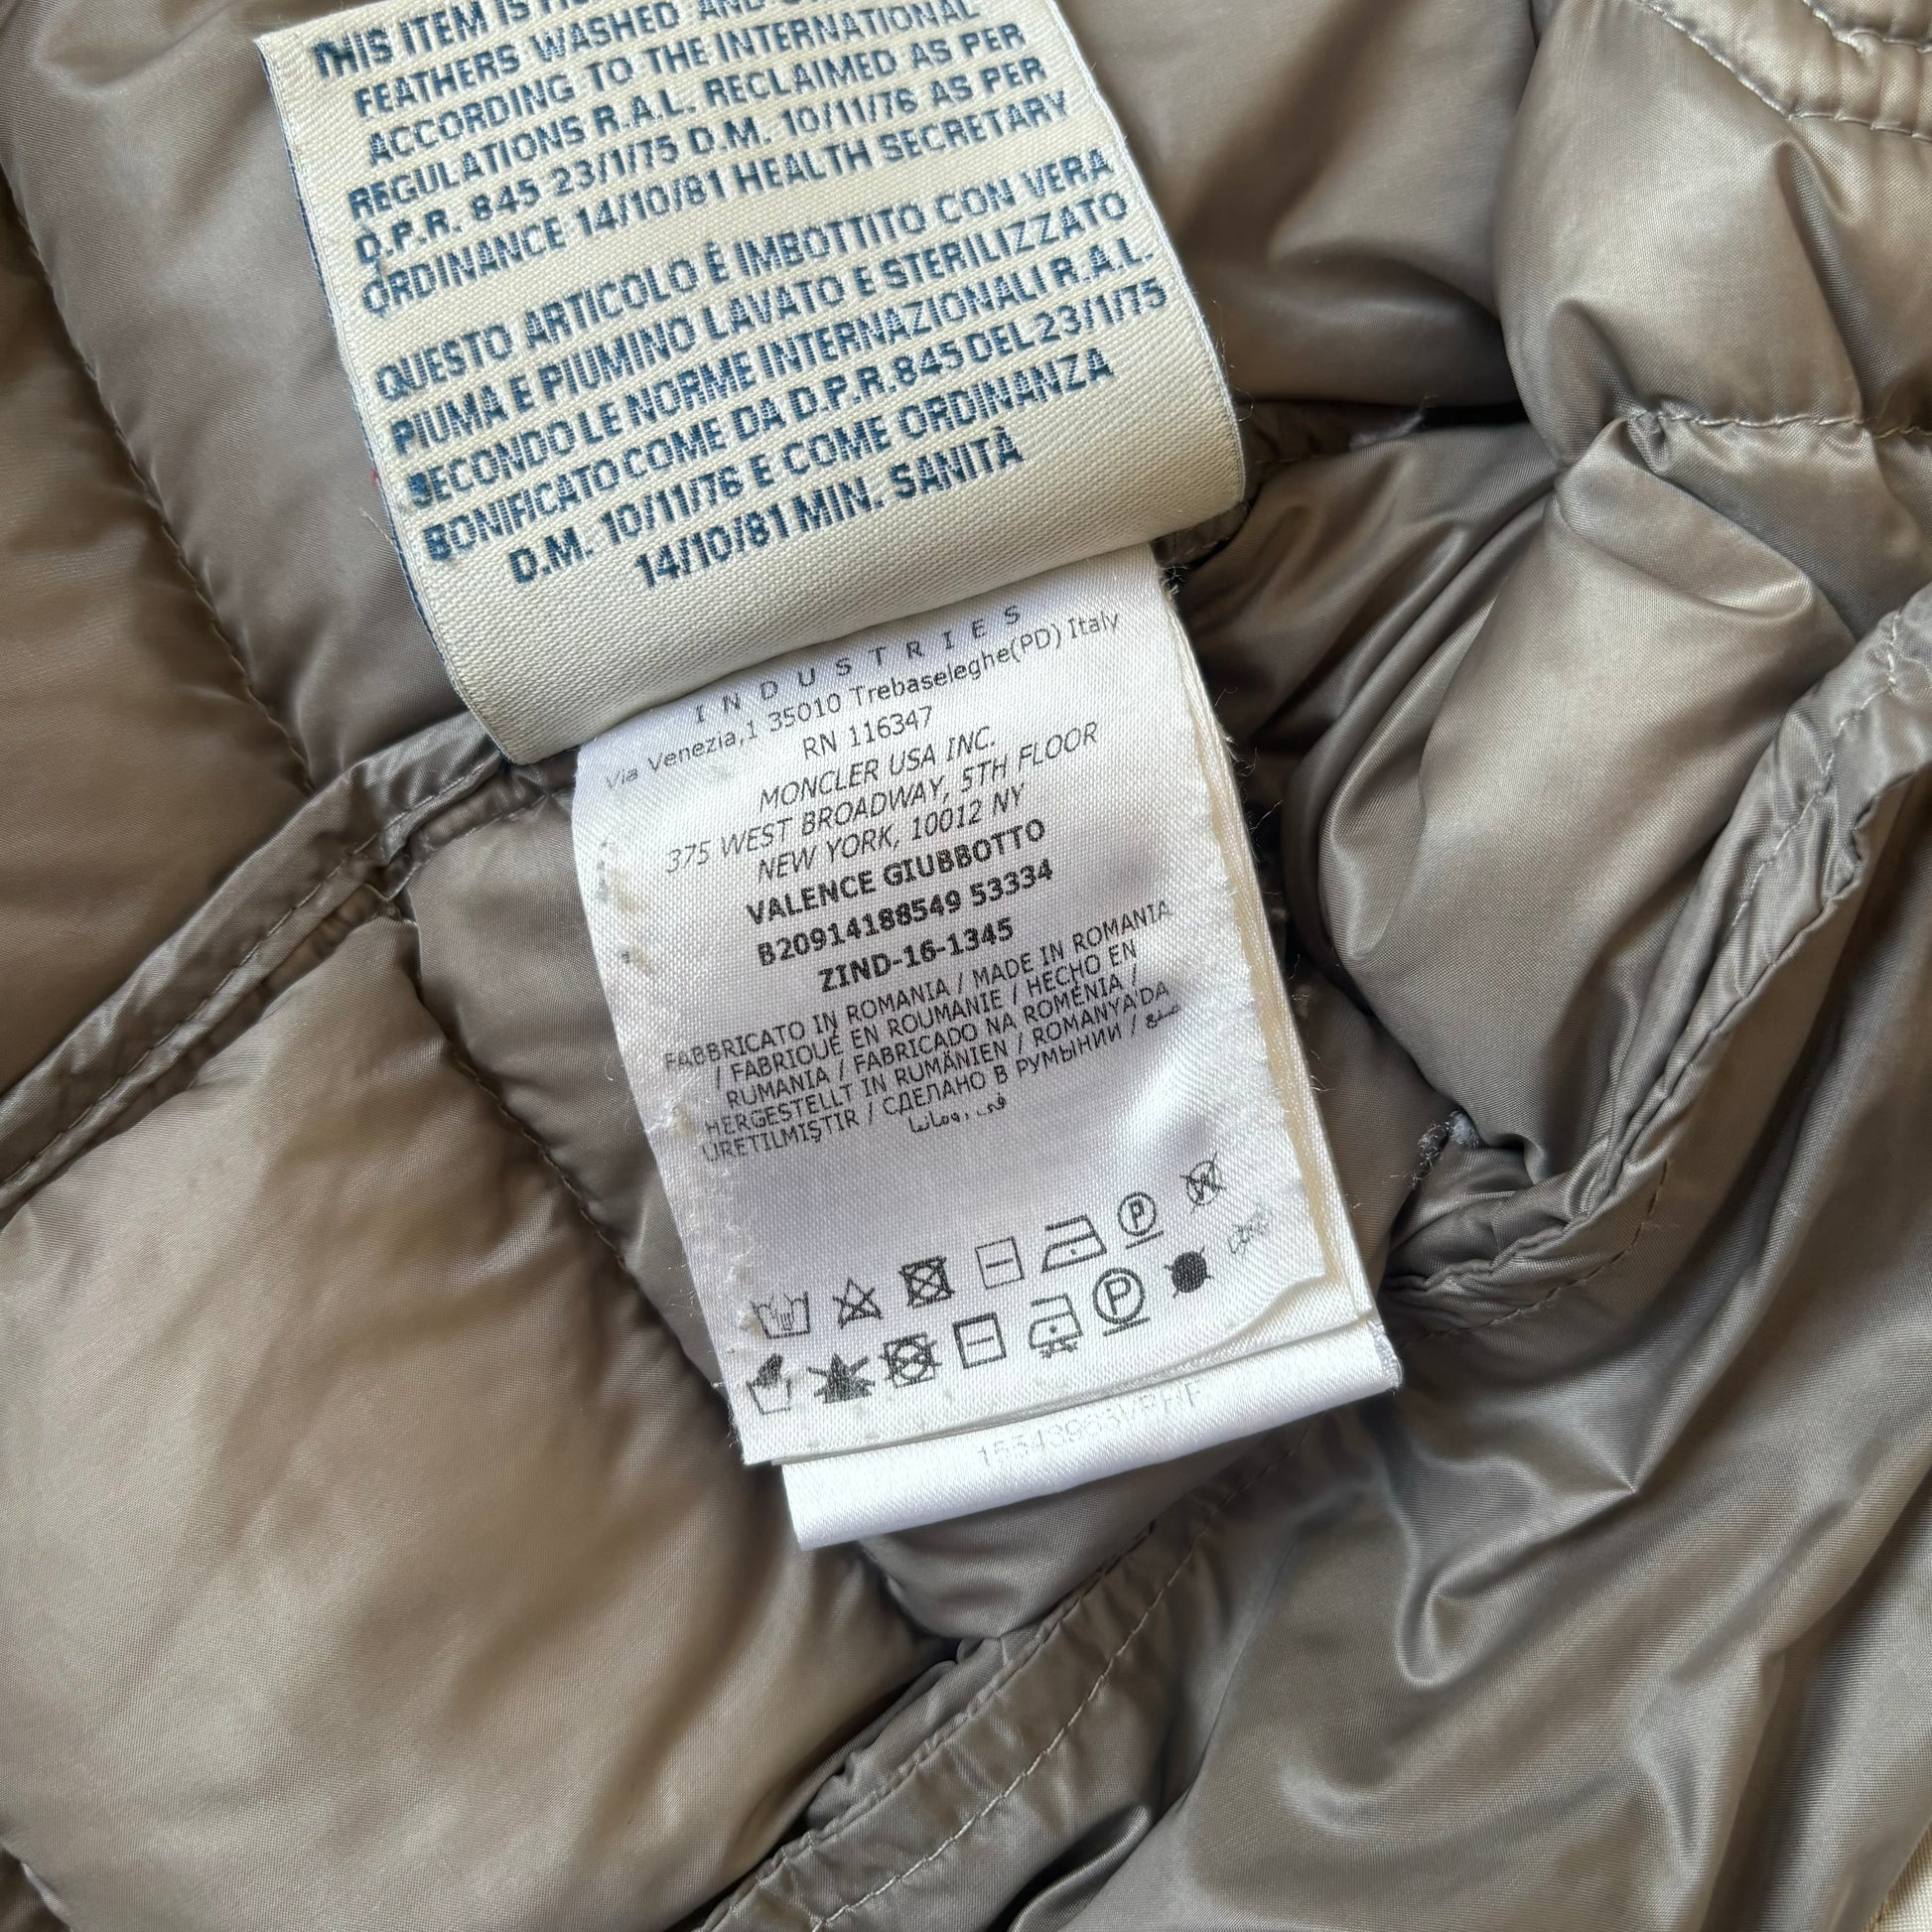 THIS ITEM IS
FEATHERS WASHED AND
ACCORDING TO THE INTERNATIONAL
REGULATIONS R.A.L. RECLAIMED AS PER
D.P.R. 845 23/1/75 D.M. 10/11/76 AS PER
ORDINANCE 14/10/81 HEALTH SECRETARY
QUESTO ARTICOLO È IMBOTTITO CON VERA
PIUMA E PIUMINO LAVATO E STERILIZZATO
SECONDO LE NORME INTERNAZIONALI R.A.L.
BONIFICATO COME DA D.P.R. 845 DEL 23/1/75
D.M. 10/11/76 E COME ORDINANZA
14/10/81 MIN. SANITÀ
INDUSTRIES
Via Venezia,1 35010 Trebaseleghe(PD) Italy
RN 116347
MONCLER USA INC.
375 WEST BROADWAY, 5TH FLOOR
NEW YORK, 10012 NY
VALENCE GIUBBOTTO
B20914188549 53334
ZIND-16-1345
FABBRICATO IN ROMANIA / MADE IN ROMANIA
/ FABRIQUÉ EN ROUMANIE / HECHO EN
RUMANIA / FABRICADO NA ROMÉNIA /
HERGESTELLT IN RUMÄNIEN / ROMANYA'DA
ÜRETILMIŞTIR / СДЕЛАНО В РУМЫНИИ / صنع
في رومانيا